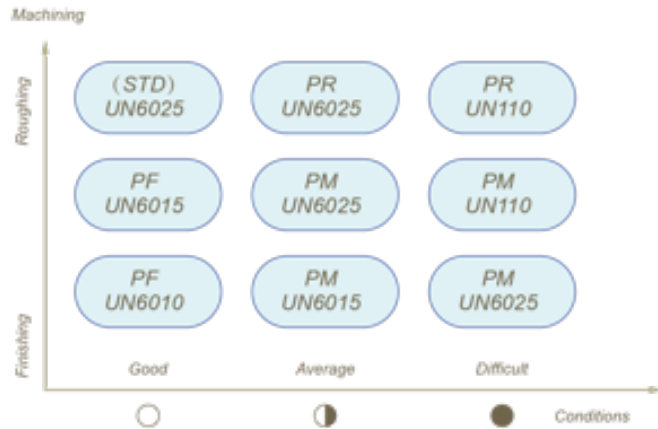 Machining
Roughing
(STD)
UN6025
PR
UN6025
PR
UN110
PF
UN6015
PM
UN6025
PM
UN110
Finishing
PF
UN6010
PM
UN6015
PM
UN6025
Good
Average
Difficult
Conditions